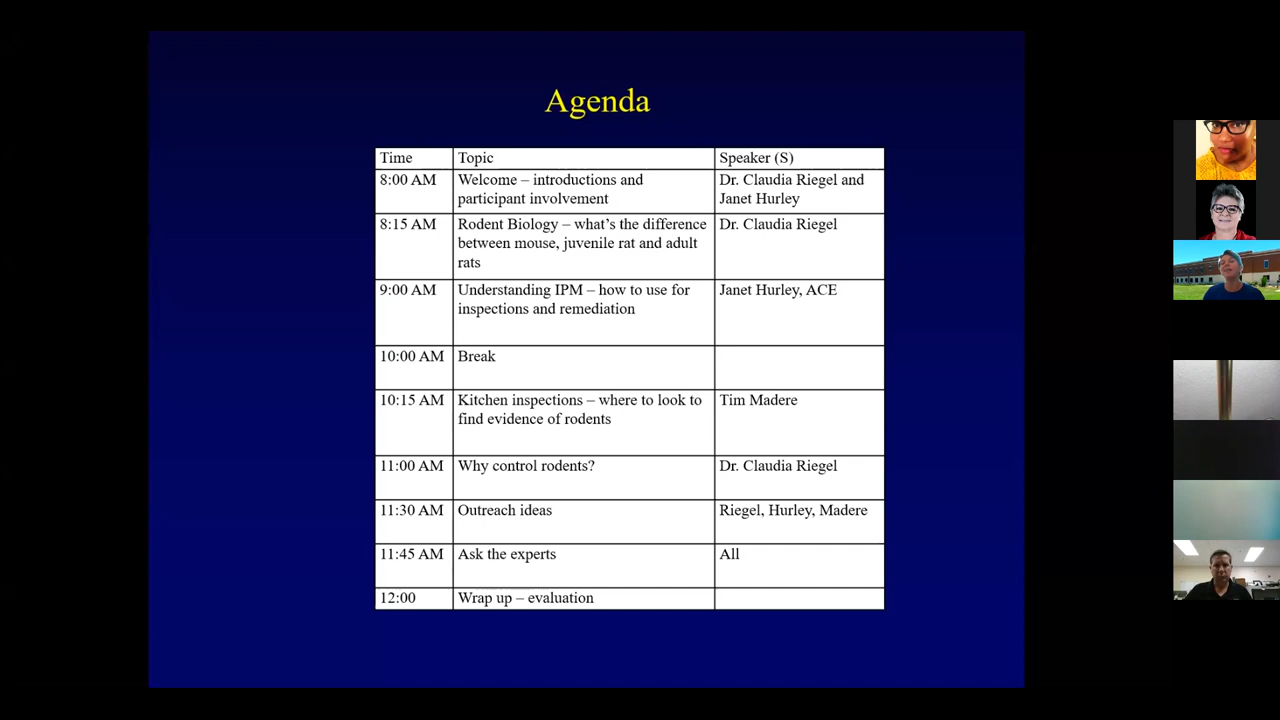 Agenda
Time Topic Speaker (S)
8:00 AM Welcome – introductions and Dr. Claudia Riegel and
participant involvement Janet Hurley
8:15 AM Rodent Biology – what’s the difference Dr. Claudia Riegel
between mouse, juvenile rat and adult
rats
9:00 AM Understanding IPM – how to use for Janet Hurley, ACE
inspections and remediation
10:00 AM Break
10:15 AM Kitchen inspections – where to look to Tim Madere
find evidence of rodents
11:00 AM Why control rodents? Dr. Claudia Riegel
11:30 AM Outreach ideas Riegel, Hurley, Madere
11:45 AM Ask the experts All
12:00 Wrap up – evaluation